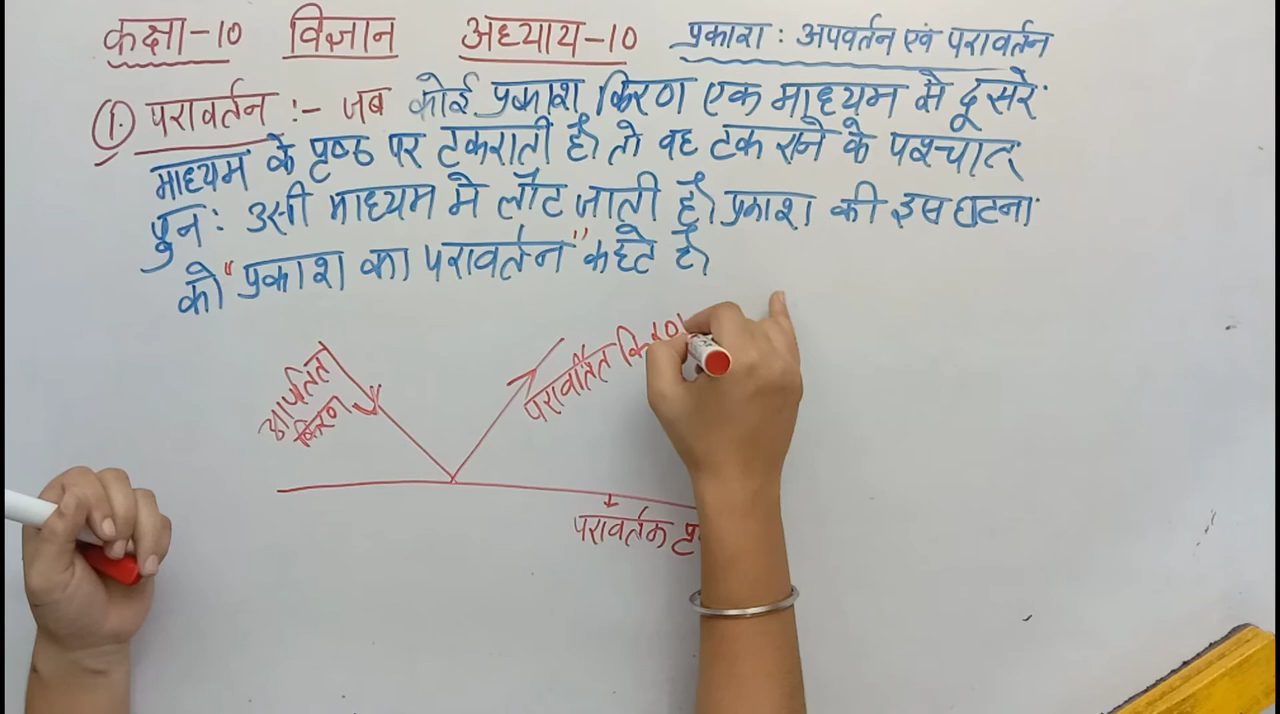 कक्षा-10 विज्ञान अध्याय-10 प्रकाश : अपवर्तन एवं परावर्तन
1. परावर्तन :- जब कोई प्रकाश किरण एक माध्यम से दूसरे
माध्यम के पृष्ठ पर टकराती है। तो वह टकराने के पश्चात्
पुनः उसी माध्यम मे लौट जाती है। प्रकाश की इस घटना
को "प्रकाश का परावर्तन" कहते है।
आपतित
किरण
परावर्तित किरण
परावर्तक